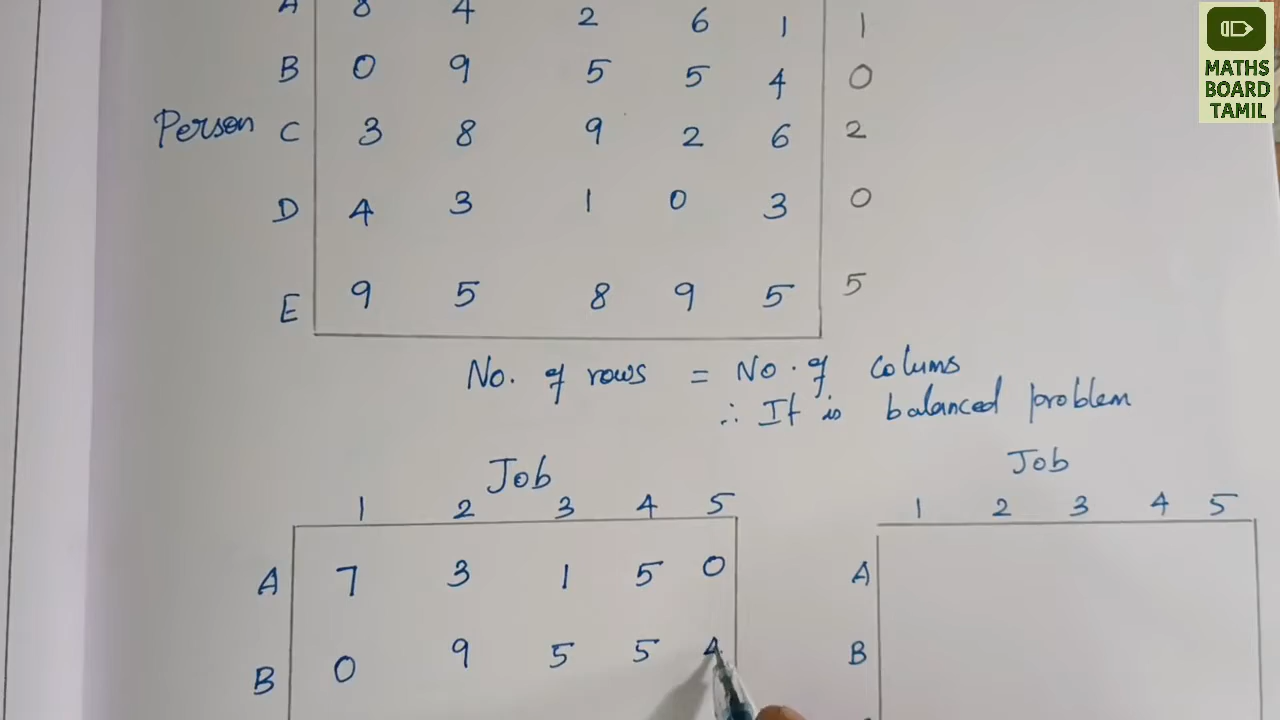 A 8 4 2 6 1 1
B 0 9 5 5 4 0
Person C 3 8 9 2 6 2
D 4 3 1 0 3 0
E 9 5 8 9 5 5
No. of rows = No. of colums
∴ It is balanced problem
Job
1 2 3 4 5
A 7 3 1 5 0
B 0 9 5 5 4
Job
1 2 3 4 5
A
B
MATHS
BOARD
TAMIL